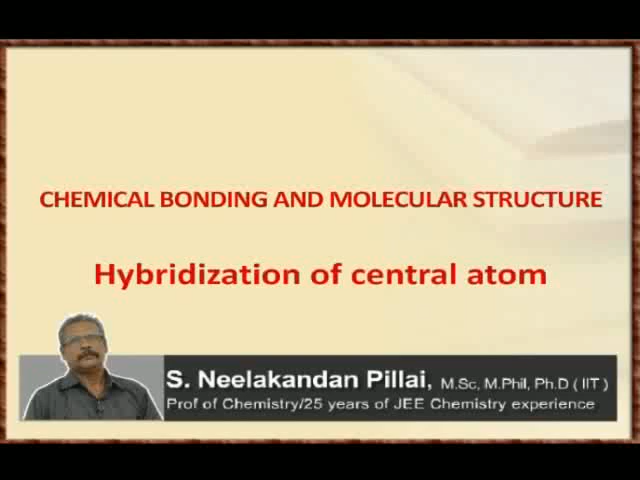 CHEMICAL BONDING AND MOLECULAR STRUCTURE
Hybridization of central atom
S. Neelakandan Pillai, M.Sc, M.Phil, Ph.D ( IIT )
Prof of Chemistry/25 years of JEE Chemistry experience